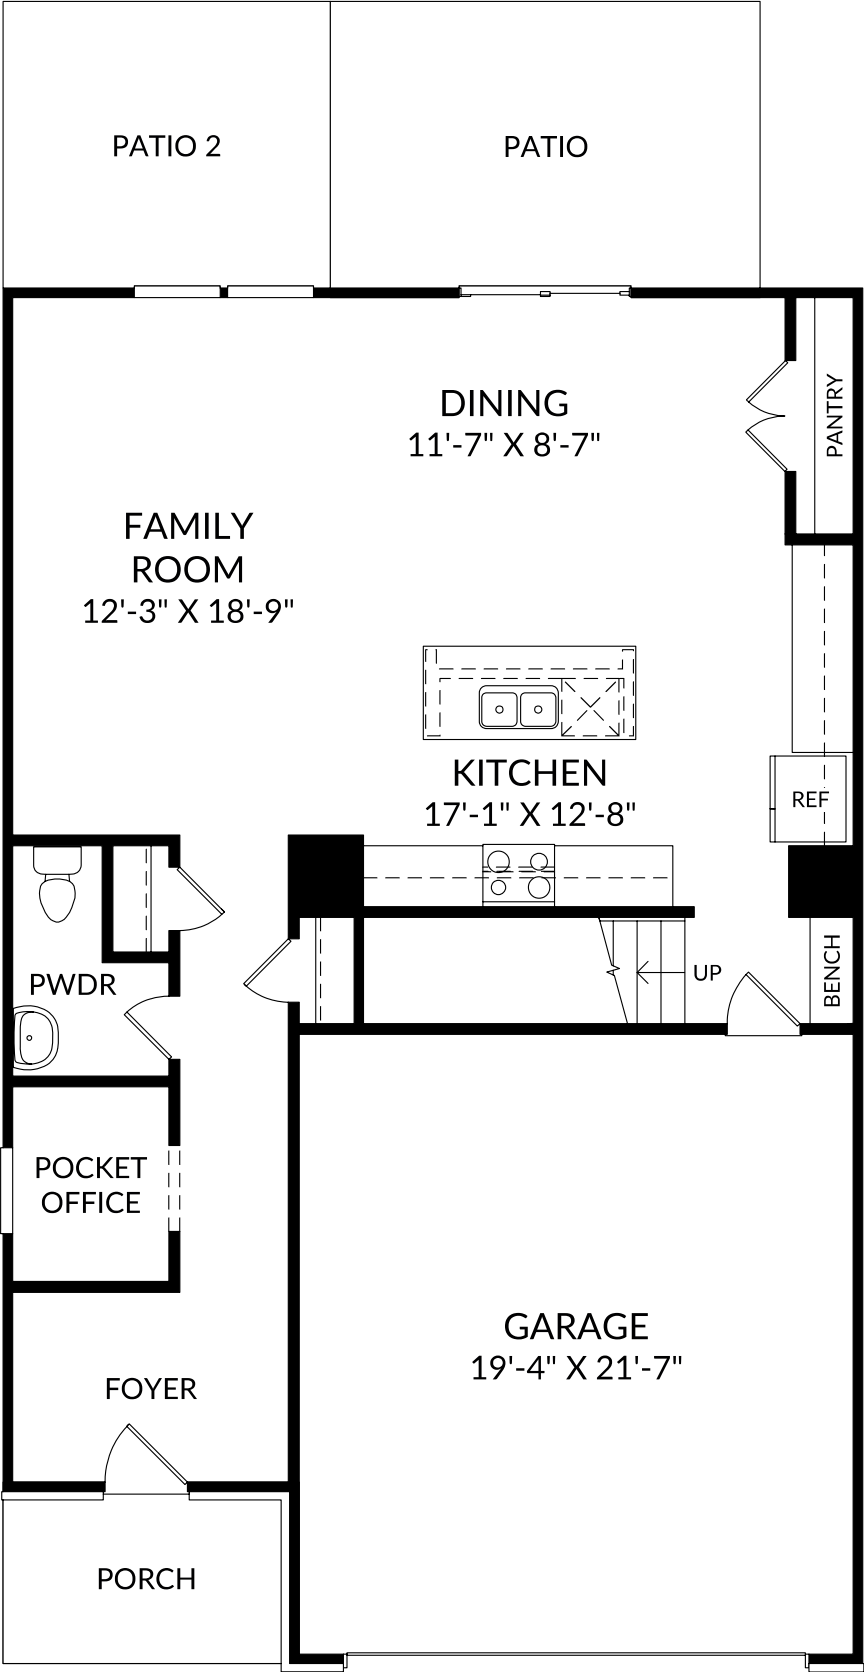 PATIO 2
PATIO
DINING
11'-7" X 8'-7"
PANTRY
FAMILY
ROOM
12'-3" X 18'-9"
KITCHEN
17'-1" X 12'-8"
REF
PWDR
UP
BENCH
POCKET
OFFICE
GARAGE
19'-4" X 21'-7"
FOYER
PORCH